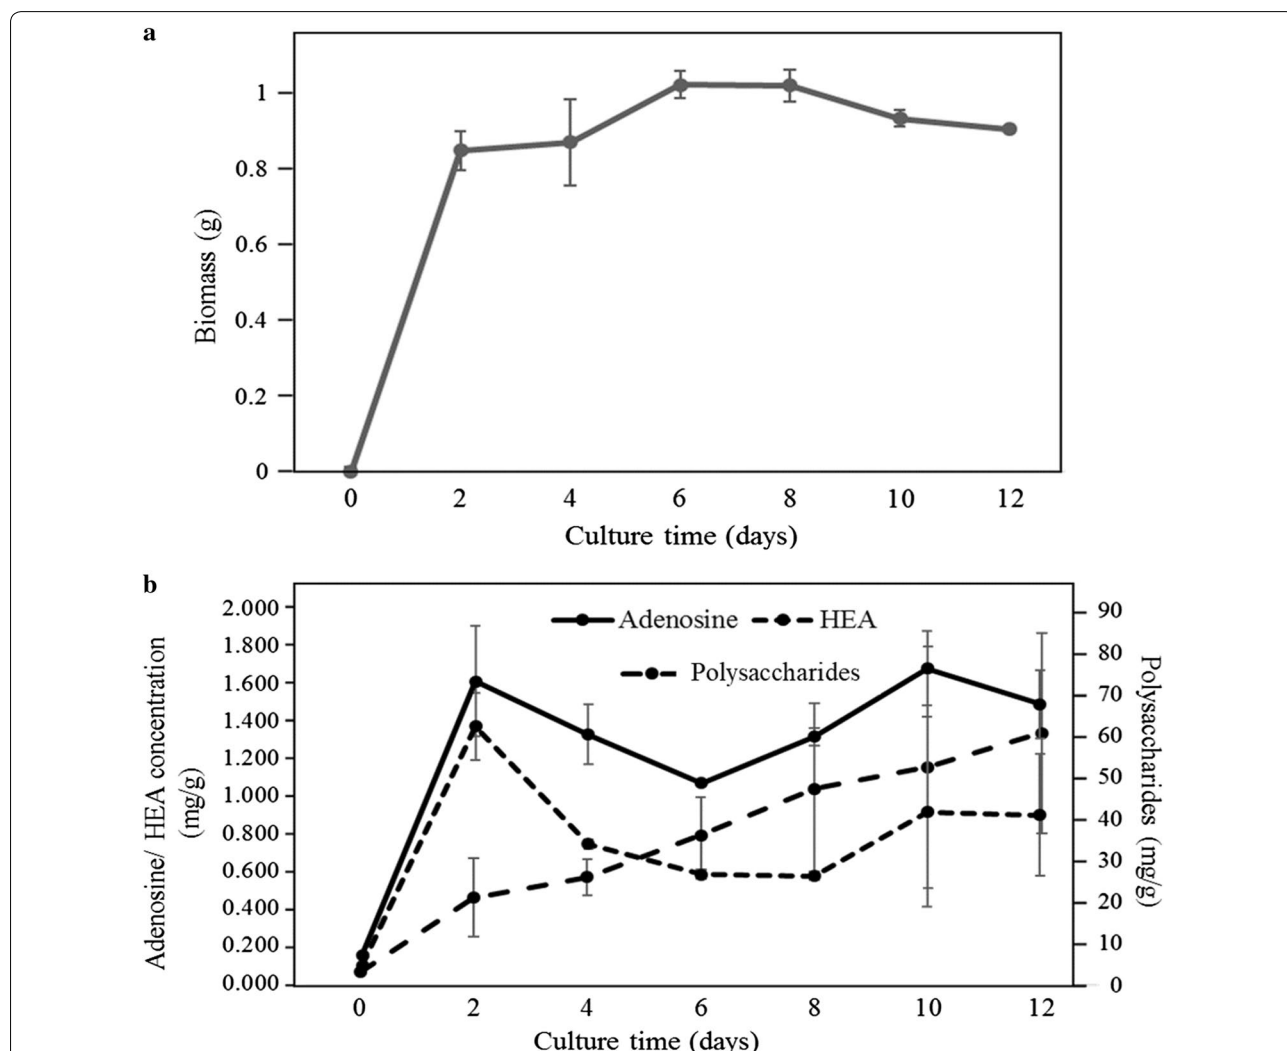 a
1
0.8
0.6
0.4
0.2
0
Biomass (g)
0 2 4 6 8 10 12
Culture time (days)
b
2.000
1.800
1.600
1.400
1.200
1.000
0.800
0.600
0.400
0.200
0.000
Adenosine/ HEA concentration
(mg/g)
Adenosine HEA
Polysaccharides
90
80
70
60
50
40
30
20
10
0
Polysaccharides (mg/g)
0 2 4 6 8 10 12
Culture time (days)